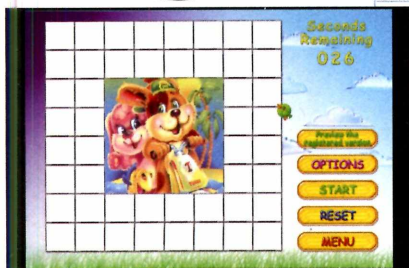 Seconds
Remaining
026
Preview the
registered version
OPTIONS
START
RESET
MENU